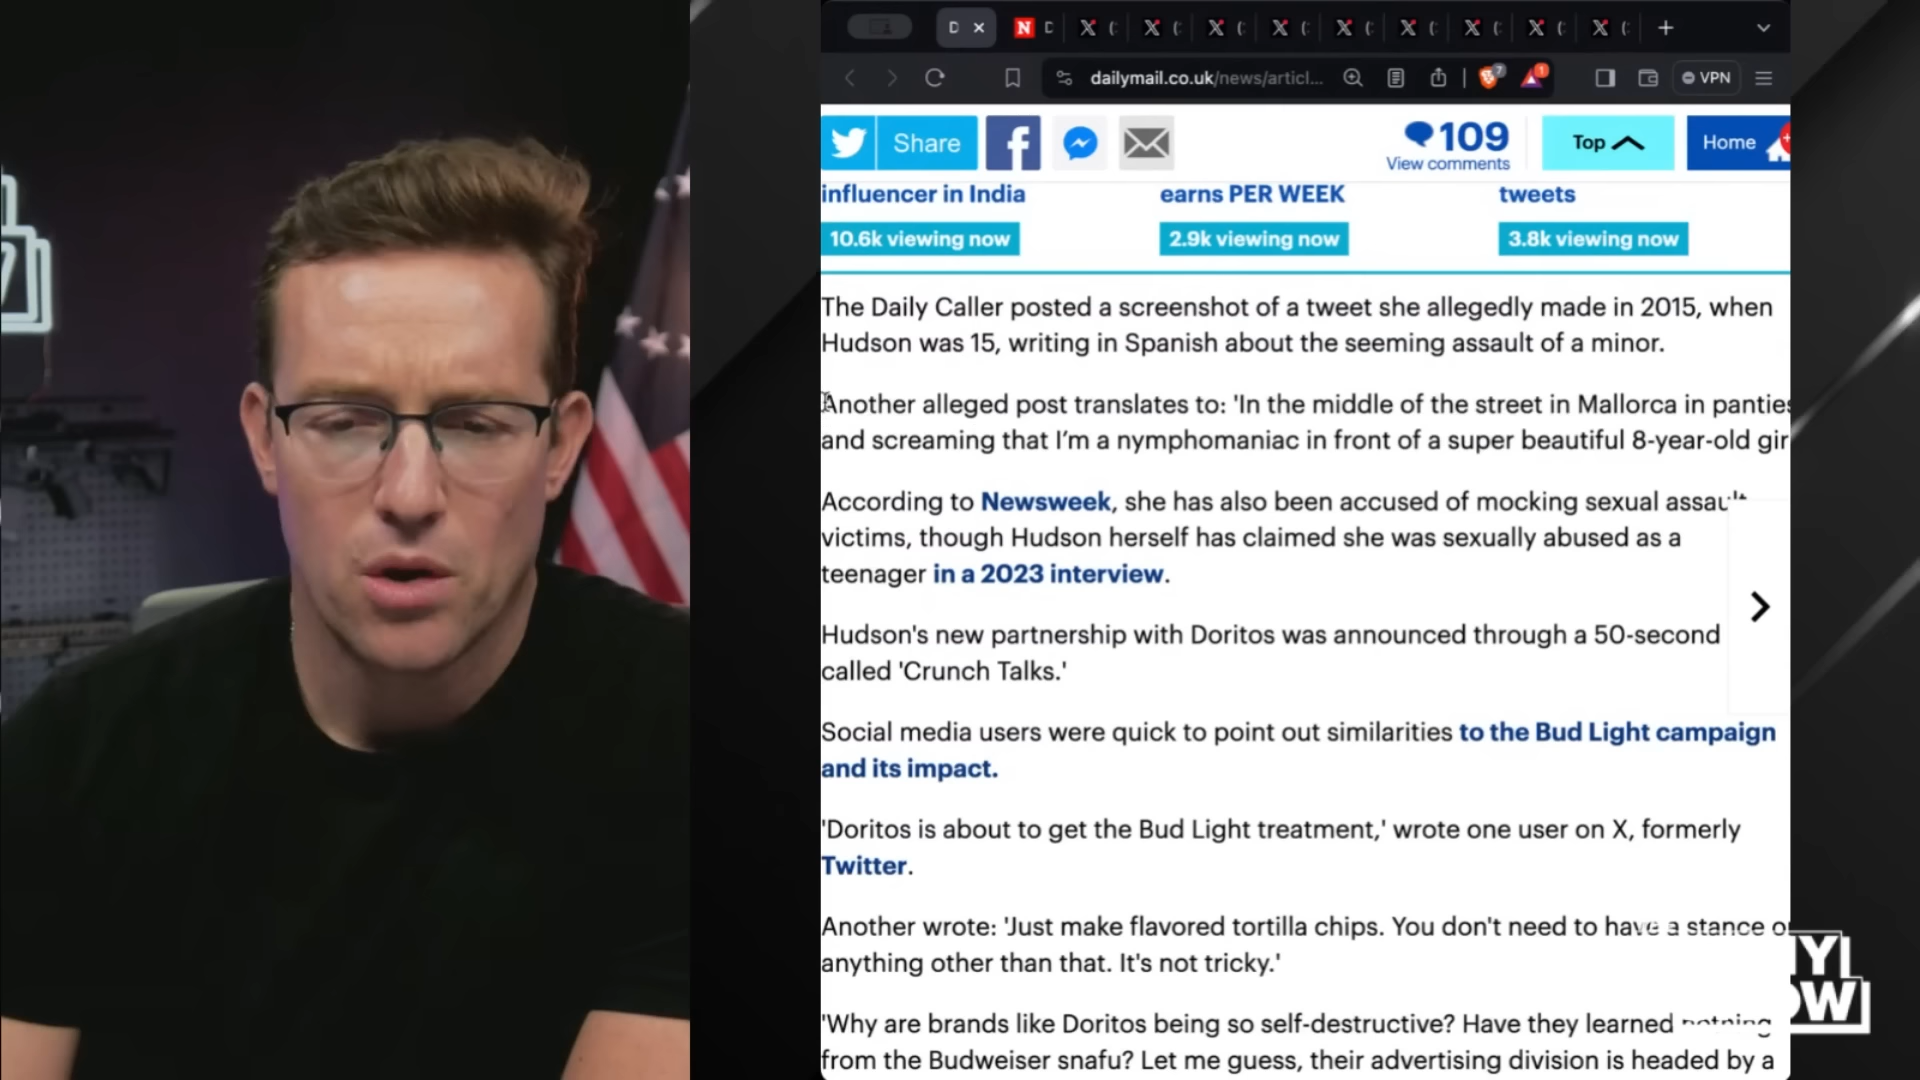 dailymail.co.uk/news/articl...
VPN
Share
109
View comments
Top
Home
influencer in India
earns PER WEEK
tweets
10.6k viewing now
2.9k viewing now
3.8k viewing now
The Daily Caller posted a screenshot of a tweet she allegedly made in 2015, when
Hudson was 15, writing in Spanish about the seeming assault of a minor.
Another alleged post translates to: 'In the middle of the street in Mallorca in panties
and screaming that I'm a nymphomaniac in front of a super beautiful 8-year-old gir
According to Newsweek, she has also been accused of mocking sexual assault
victims, though Hudson herself has claimed she was sexually abused as a
teenager in a 2023 interview.
Hudson's new partnership with Doritos was announced through a 50-second
called 'Crunch Talks.'
Social media users were quick to point out similarities to the Bud Light campaign
and its impact.
'Doritos is about to get the Bud Light treatment,' wrote one user on X, formerly
Twitter.
Another wrote: 'Just make flavored tortilla chips. You don't need to have a stance o
anything other than that. It's not tricky.'
'Why are brands like Doritos being so self-destructive? Have they learned nothing
from the Budweiser snafu? Let me guess, their advertising division is headed by a